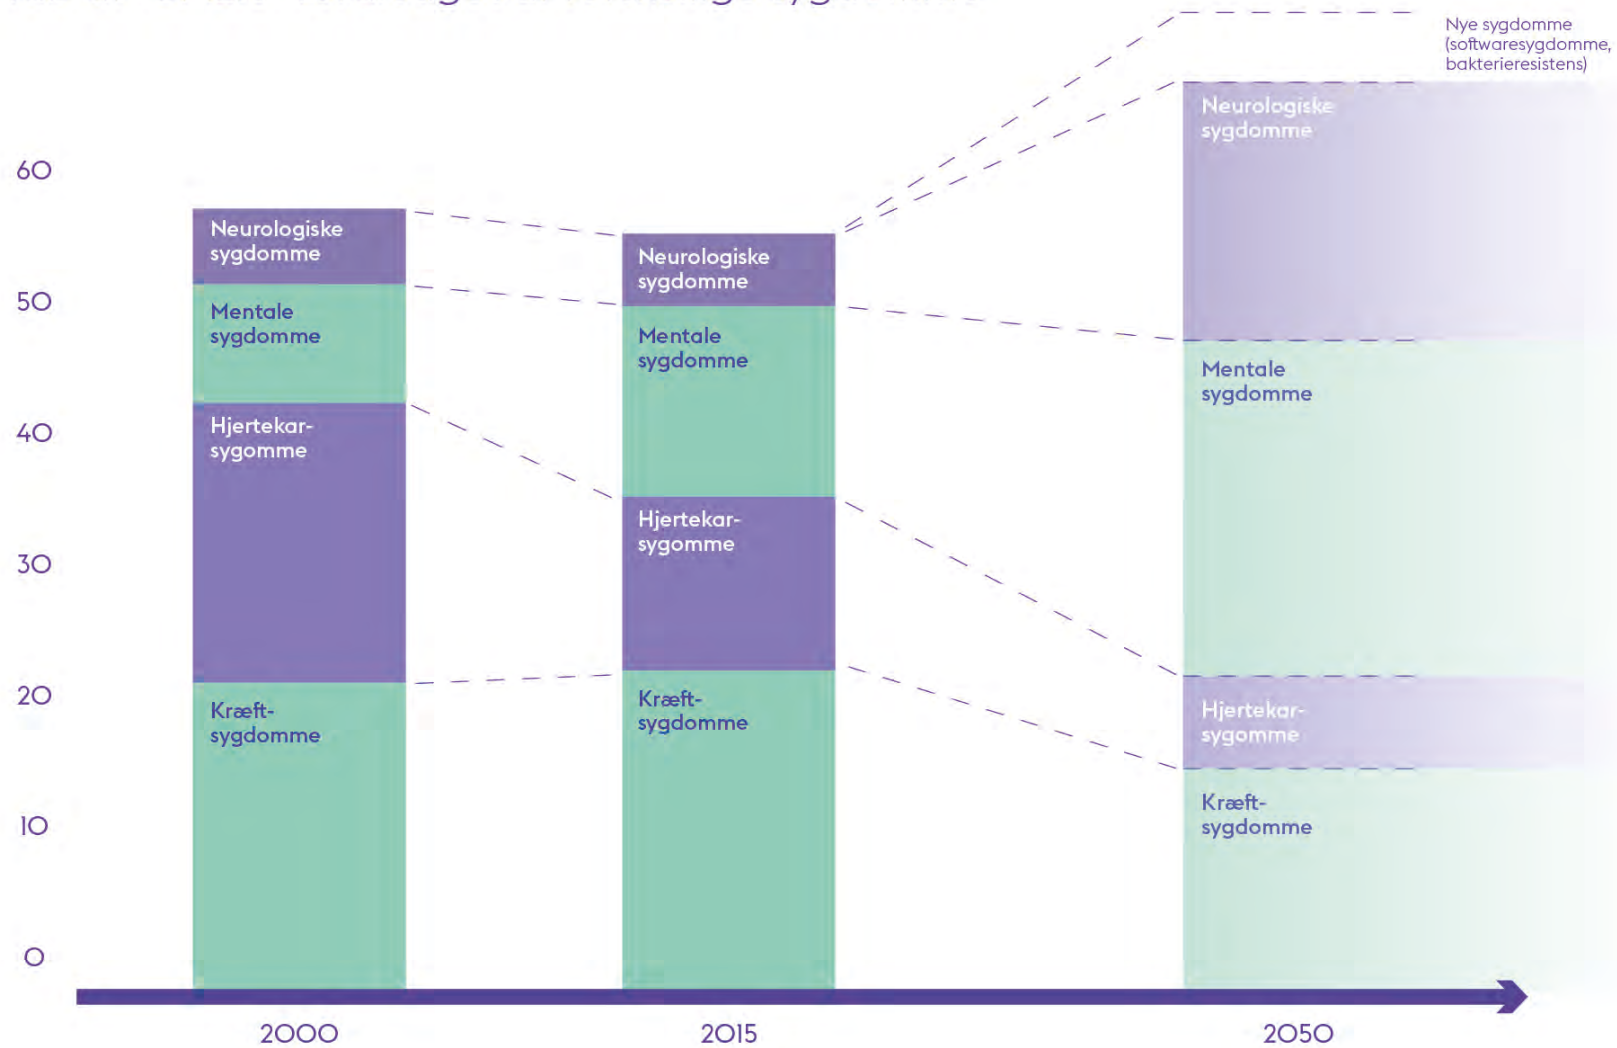 Nye sygdomme
(softwaresygdomme,
bakterieresistens)
Neurologiske
sygdomme
60
Neurologiske
sygdomme
Neurologiske
sygdomme
50
Mentale
sygdomme
Mentale
sygdomme
Mentale
sygdomme
40
Hjertekar-
sygomme
Hjertekar-
sygomme
30
20
Kræft-
sygdomme
Kræft-
sygdomme
Hjertekar-
sygomme
10
Kræft-
sygdomme
0
2000
2015
2050